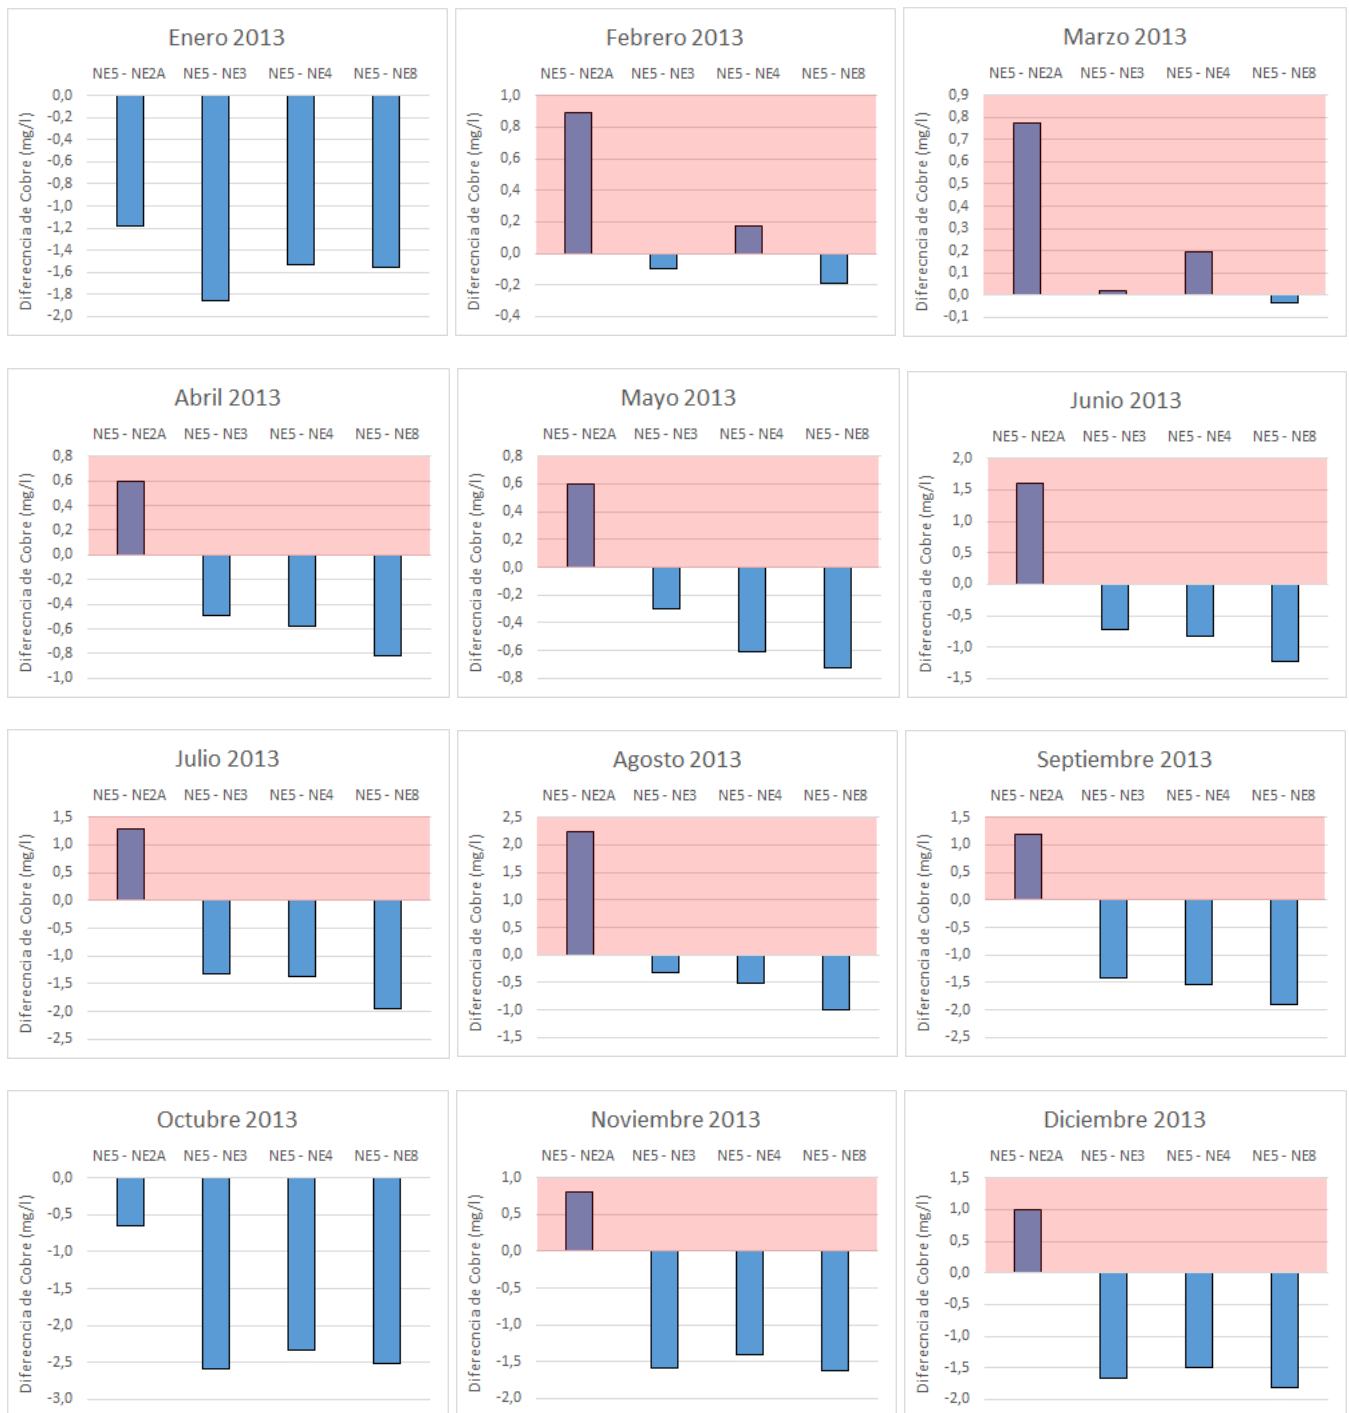 Enero 2013
NE5 - NE2A NE5 - NE3 NE5 - NE4 NE5 - NE8
Diferecncia de Cobre (mg/l)
0,0
-0,2
-0,4
-0,6
-0,8
-1,0
-1,2
-1,4
-1,6
-1,8
-2,0
Febrero 2013
NE5 - NE2A NE5 - NE3 NE5 - NE4 NE5 - NE8
Diferecncia de Cobre (mg/l)
1,0
0,8
0,6
0,4
0,2
0,0
-0,2
-0,4
Marzo 2013
NE5 - NE2A NE5 - NE3 NE5 - NE4 NE5 - NE8
Diferecncia de Cobre (mg/l)
0,9
0,8
0,7
0,6
0,5
0,4
0,3
0,2
0,1
0,0
-0,1
Abril 2013
NE5 - NE2A NE5 - NE3 NE5 - NE4 NE5 - NE8
Diferecncia de Cobre (mg/l)
0,8
0,6
0,4
0,2
0,0
-0,2
-0,4
-0,6
-0,8
-1,0
Mayo 2013
NE5 - NE2A NE5 - NE3 NE5 - NE4 NE5 - NE8
Diferecncia de Cobre (mg/l)
0,8
0,6
0,4
0,2
0,0
-0,2
-0,4
-0,6
-0,8
Junio 2013
NE5 - NE2A NE5 - NE3 NE5 - NE4 NE5 - NE8
Diferecncia de Cobre (mg/l)
2,0
1,5
1,0
0,5
0,0
-0,5
-1,0
-1,5
Julio 2013
NE5 - NE2A NE5 - NE3 NE5 - NE4 NE5 - NE8
Diferecncia de Cobre (mg/l)
1,5
1,0
0,5
0,0
-0,5
-1,0
-1,5
-2,0
-2,5
Agosto 2013
NE5 - NE2A NE5 - NE3 NE5 - NE4 NE5 - NE8
Diferecncia de Cobre (mg/l)
2,5
2,0
1,5
1,0
0,5
0,0
-0,5
-1,0
-1,5
Septiembre 2013
NE5 - NE2A NE5 - NE3 NE5 - NE4 NE5 - NE8
Diferecncia de Cobre (mg/l)
1,5
1,0
0,5
0,0
-0,5
-1,0
-1,5
-2,0
-2,5
Octubre 2013
NE5 - NE2A NE5 - NE3 NE5 - NE4 NE5 - NE8
Diferecncia de Cobre (mg/l)
0,0
-0,5
-1,0
-1,5
-2,0
-2,5
-3,0
Noviembre 2013
NE5 - NE2A NE5 - NE3 NE5 - NE4 NE5 - NE8
Diferecncia de Cobre (mg/l)
1,0
0,5
0,0
-0,5
-1,0
-1,5
-2,0
Diciembre 2013
NE5 - NE2A NE5 - NE3 NE5 - NE4 NE5 - NE8
Diferecncia de Cobre (mg/l)
1,5
1,0
0,5
0,0
-0,5
-1,0
-1,5
-2,0